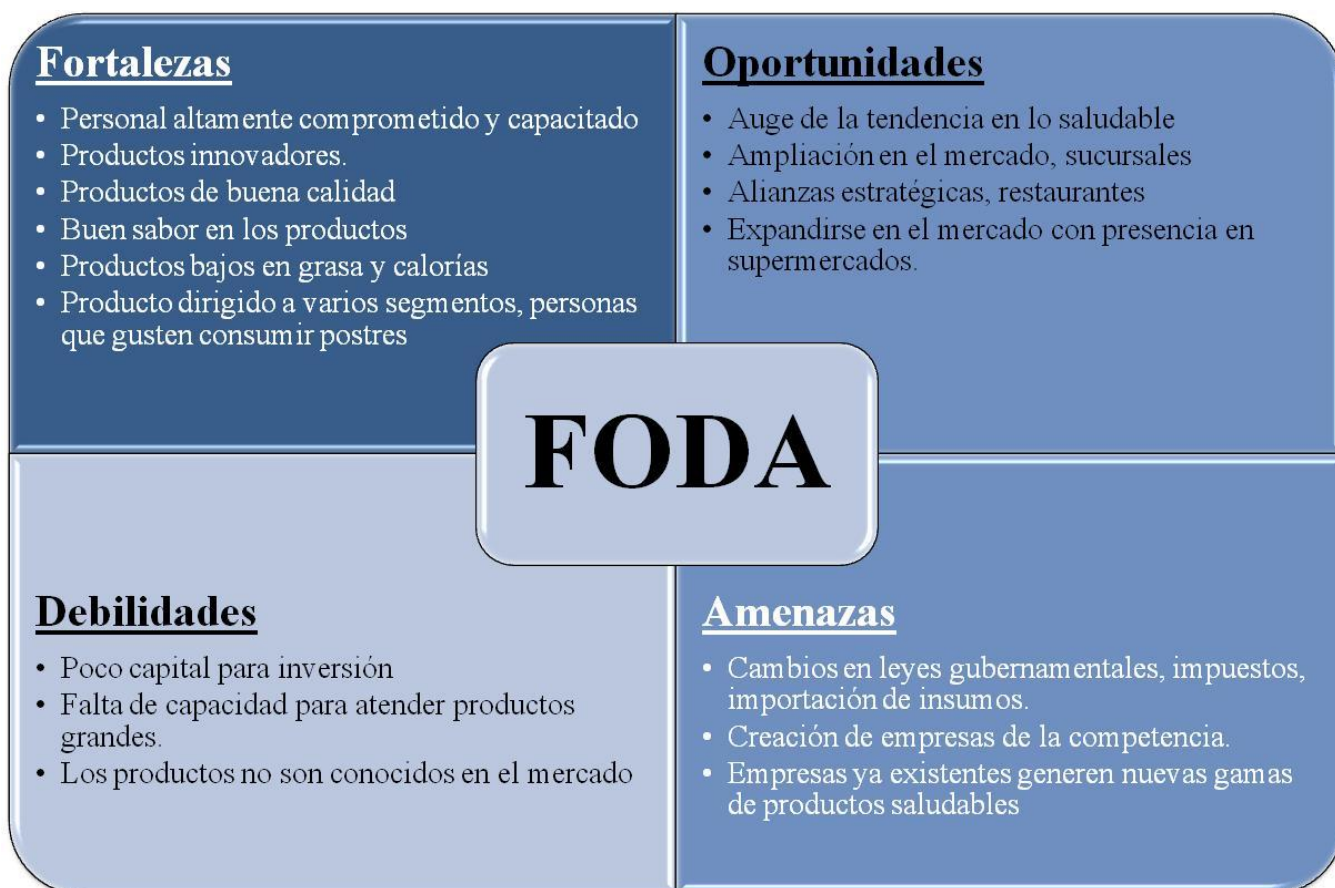 Fortalezas
• Personal altamente comprometido y capacitado
• Productos innovadores.
• Productos de buena calidad
• Buen sabor en los productos
• Productos bajos en grasa y calorías
• Producto dirigido a varios segmentos, personas
que gusten consumir postres
Oportunidades
• Auge de la tendencia en lo saludable
• Ampliación en el mercado, sucursales
• Alianzas estratégicas, restaurantes
• Expandirse en el mercado con presencia en
supermercados.
FODA
Debilidades
• Poco capital para inversión
• Falta de capacidad para atender productos
grandes.
• Los productos no son conocidos en el mercado
Amenazas
• Cambios en leyes gubernamentales, impuestos,
importación de insumos.
• Creación de empresas de la competencia.
• Empresas ya existentes generen nuevas gamas
de productos saludables